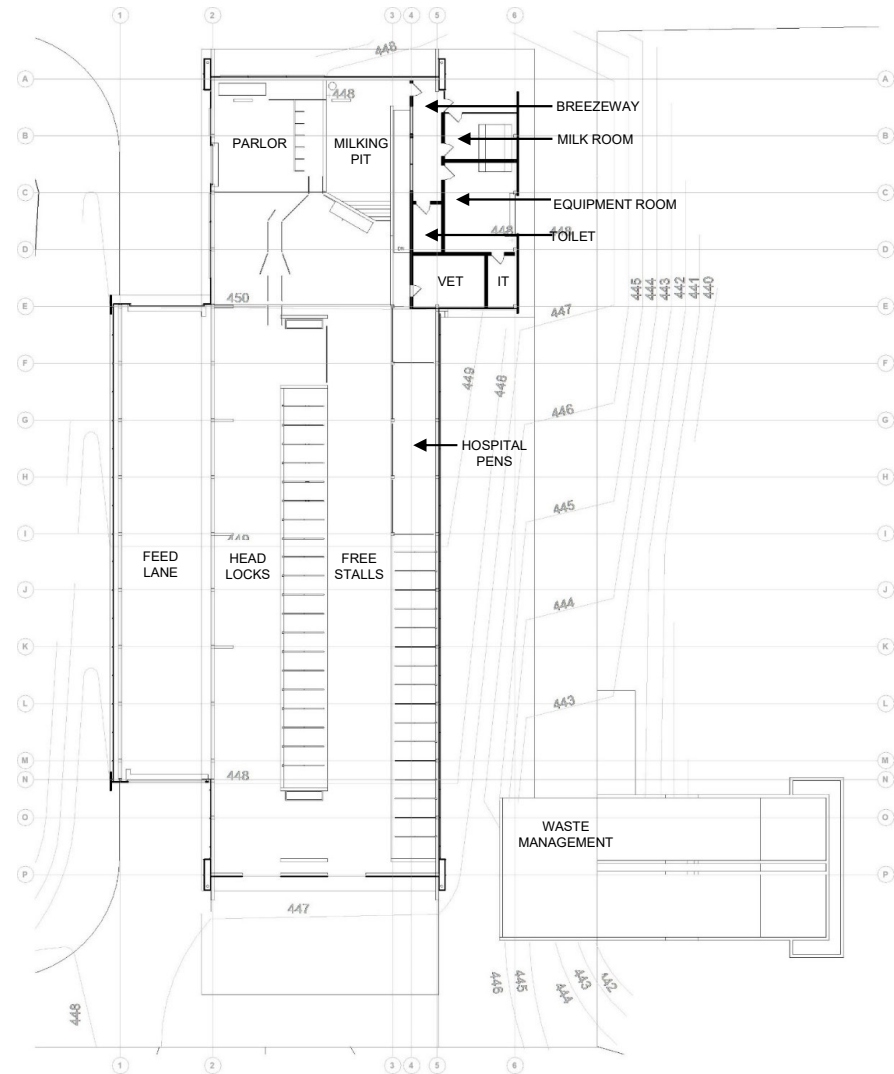 1 2 3 4 5 6
448
A A
448
BREEZEWAY
B B
PARLOR
MILKING
PIT
MILK ROOM
C C
EQUIPMENT ROOM
448 448
TOILET
D D
VET
IT
E E
450
447
445
444
443
442
441
440
F F
449
448
446
G G
HOSPITAL
PENS
H H
445
I I
449
FEED
LANE
HEAD
LOCKS
FREE
STALLS
J J
444
K K
L L
443
M M
448
N N
O O
WASTE
MANAGEMENT
P P
447
446
445
444
443
442
448
1 2 3 4 5 6